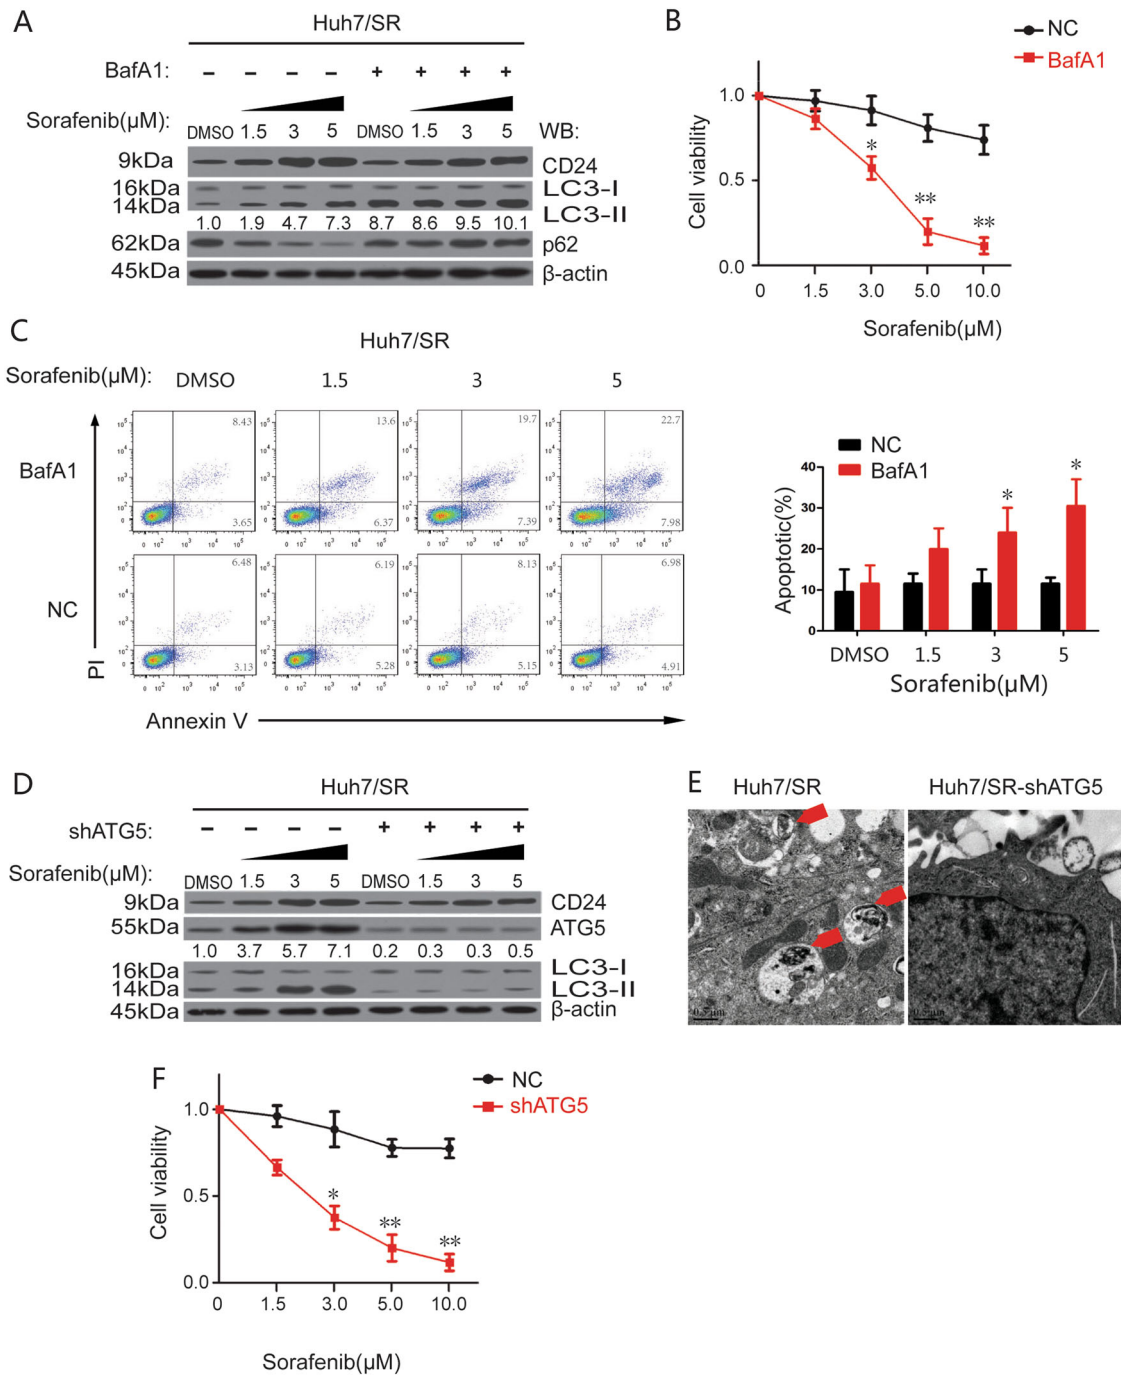 A
Huh7/SR
BafA1: − − − − + + + +
Sorafenib(μM): DMSO 1.5 3 5 DMSO 1.5 3 5 WB:
9kDa CD24
16kDa LC3-I
14kDa LC3-II
1.0 1.9 4.7 7.3 8.7 8.6 9.5 10.1
62kDa p62
45kDa β-actin
B
NC
BafA1
Cell viability
1.0
0.5
0.0
*
**
**
0 1.5 3.0 5.0 10.0
Sorafenib(μM)
C
Huh7/SR
Sorafenib(μM): DMSO 1.5 3 5
BafA1
8.43 13.6 19.7 22.7
3.65 6.37 7.39 7.98
NC
6.48 6.19 8.13 6.98
3.13 5.28 5.15 4.91
PI
Annexin V
NC
BafA1
Apoptotic(%)
40
30
20
10
0
*
*
DMSO 1.5 3 5
Sorafenib(μM)
D
Huh7/SR
shATG5: − − − − + + + +
Sorafenib(μM): DMSO 1.5 3 5 DMSO 1.5 3 5
9kDa CD24
55kDa ATG5
1.0 3.7 5.7 7.1 0.2 0.3 0.3 0.5
16kDa LC3-I
14kDa LC3-II
45kDa β-actin
E
Huh7/SR Huh7/SR-shATG5
0.5 μm 0.5 μm
F
NC
shATG5
Cell viability
1.0
0.5
0.0
*
**
**
0 1.5 3.0 5.0 10.0
Sorafenib(μM)